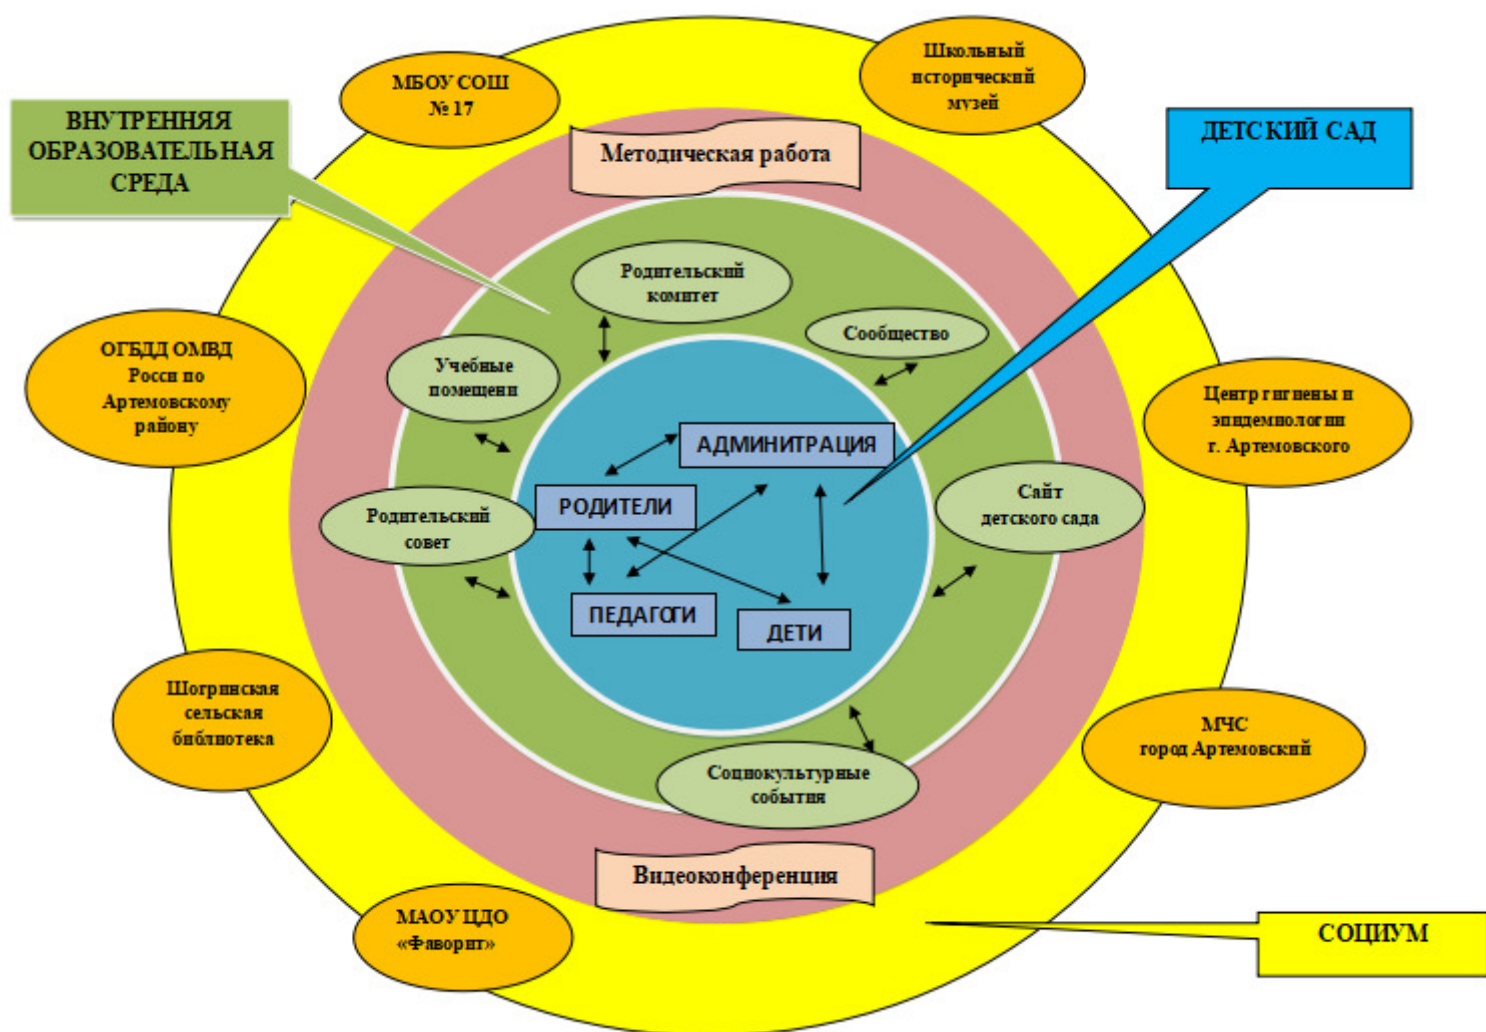 МБОУ СОШ
№ 17
Школьный
исторический
музей
ВНУТРЕННЯЯ
ОБРАЗОВАТЕЛЬНАЯ
СРЕДА
ДЕТСКИЙ САД
Методическая работа
Родительский
комитет
Сообщество
Учебные
помещени
ОГБДД ОМВД
Росси по
Артемовскому
району
Центр гигиены и
эпидемиологии
г. Артемовского
АДМИНИТРАЦИЯ
РОДИТЕЛИ
Родительский
совет
Сайт
детского сада
ПЕДАГОГИ
ДЕТИ
Шогринская
сельская
библиотека
МЧС
город Артемовский
Социокультурные
события
Видеоконференция
МАОУ ЦДО
«Фаворит»
СОЦИУМ